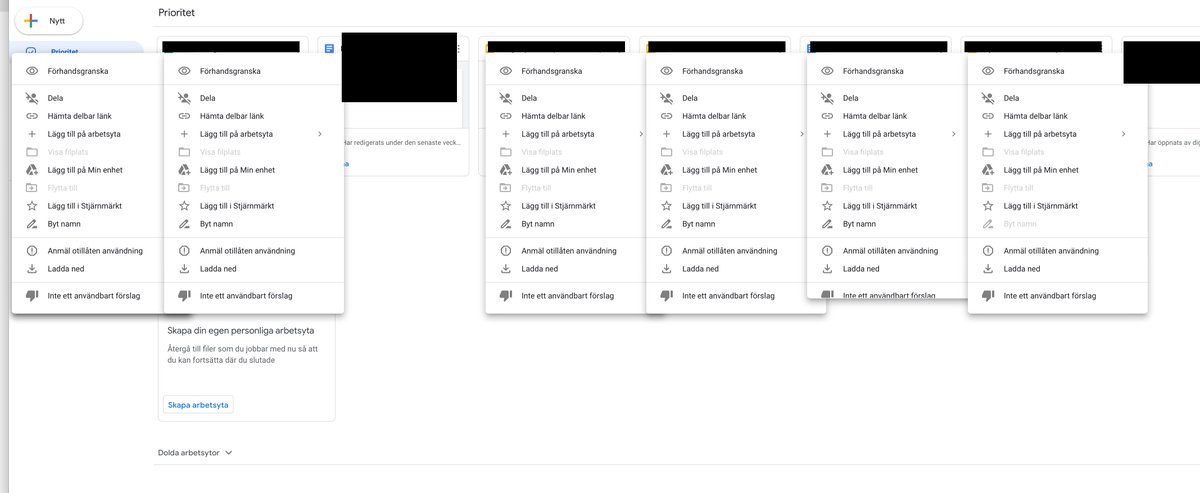 Nytt
Prioritet
Prioritet
Har redigerats under den senaste veck...
Har öppnats av dig
Förhandsgranska
Dela
Hämta delbar länk
Lägg till på arbetsyta
Visa filplats
Lägg till på Min enhet
Flytta till
Lägg till i Stjärnmärkt
Byt namn
Anmäl otillåten användning
Ladda ned
Inte ett användbart förslag
Förhandsgranska
Dela
Hämta delbar länk
Lägg till på arbetsyta
Visa filplats
Lägg till på Min enhet
Flytta till
Lägg till i Stjärnmärkt
Byt namn
Anmäl otillåten användning
Ladda ned
Inte ett användbart förslag
Förhandsgranska
Dela
Hämta delbar länk
Lägg till på arbetsyta
Visa filplats
Lägg till på Min enhet
Flytta till
Lägg till i Stjärnmärkt
Byt namn
Anmäl otillåten användning
Ladda ned
Inte ett användbart förslag
Förhandsgranska
Dela
Hämta delbar länk
Lägg till på arbetsyta
Visa filplats
Lägg till på Min enhet
Flytta till
Lägg till i Stjärnmärkt
Byt namn
Anmäl otillåten användning
Ladda ned
Inte ett användbart förslag
Förhandsgranska
Dela
Hämta delbar länk
Lägg till på arbetsyta
Visa filplats
Lägg till på Min enhet
Flytta till
Lägg till i Stjärnmärkt
Byt namn
Anmäl otillåten användning
Ladda ned
Inte ett användbart förslag
Förhandsgranska
Dela
Hämta delbar länk
Lägg till på arbetsyta
Visa filplats
Lägg till på Min enhet
Flytta till
Lägg till i Stjärnmärkt
Byt namn
Anmäl otillåten användning
Ladda ned
Inte ett användbart förslag
Skapa din egen personliga arbetsyta
Återgå till filer som du jobbar med nu så att
du kan fortsätta där du slutade
Skapa arbetsyta
Dolda arbetsytor